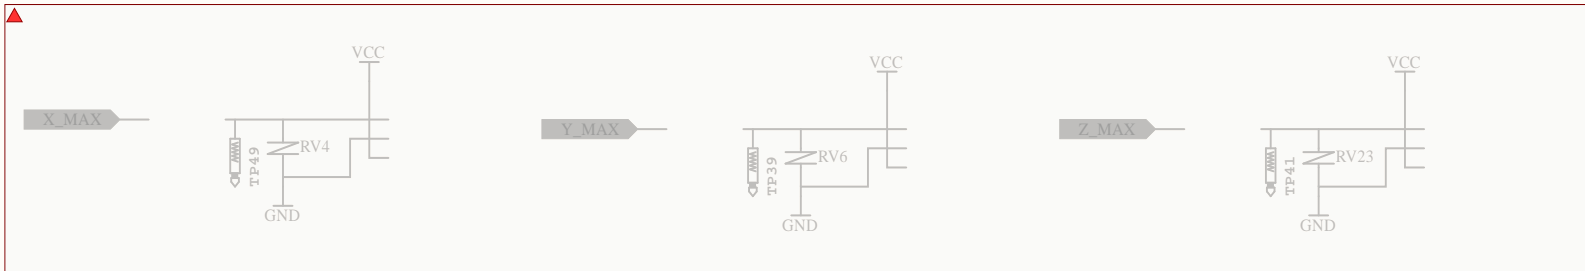 VCC
X_MAX
TP49
RV4
GND
VCC
Y_MAX
TP39
RV6
GND
VCC
Z_MAX
TP41
RV23
GND